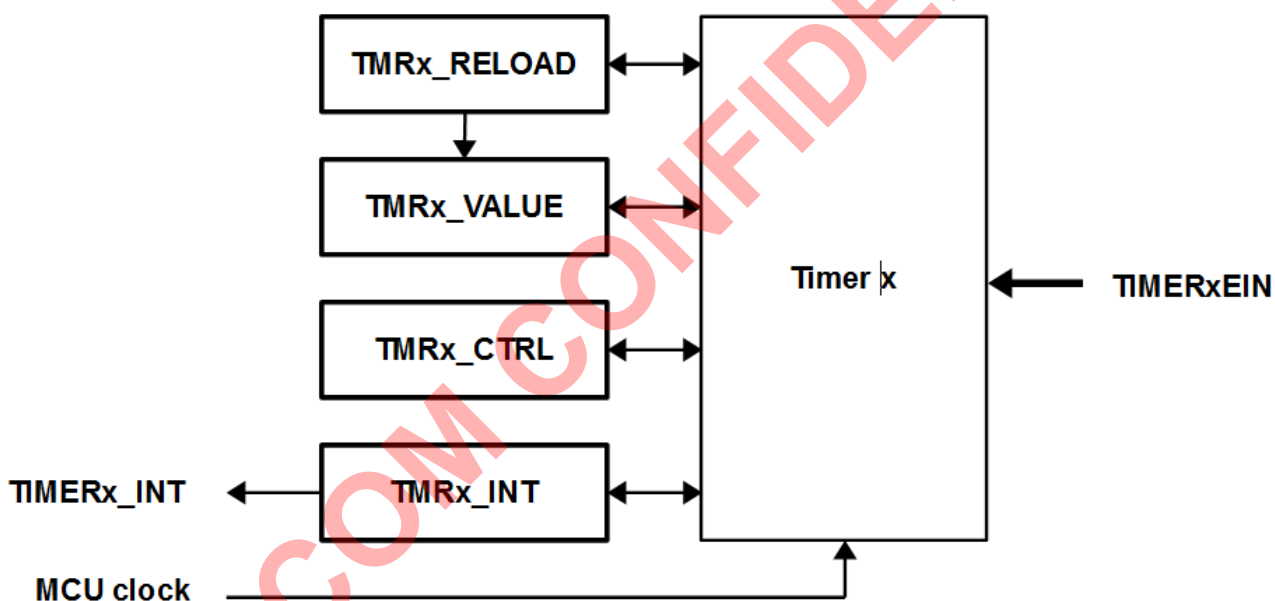 TMRx_RELOAD
TMRx_VALUE
Timer x
TIMERxEIN
TMRx_CTRL
TIMERx_INT
TMRx_INT
MCU clock
COM CONFIDE